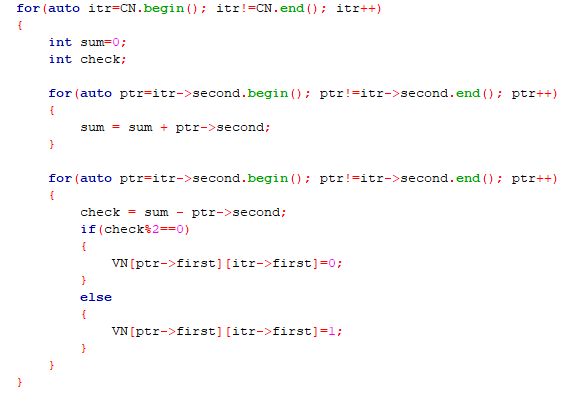 for(auto itr=CN.begin(); itr!=CN.end(); itr++)
{
    int sum=0;
    int check;

    for(auto ptr=itr->second.begin(); ptr!=itr->second.end(); ptr++)
    {
        sum = sum + ptr->second;
    }

    for(auto ptr=itr->second.begin(); ptr!=itr->second.end(); ptr++)
    {
        check = sum - ptr->second;
        if(check%2==0)
        {
            VN[ptr->first][itr->first]=0;
        }
        else
        {
            VN[ptr->first][itr->first]=1;
        }
    }
}